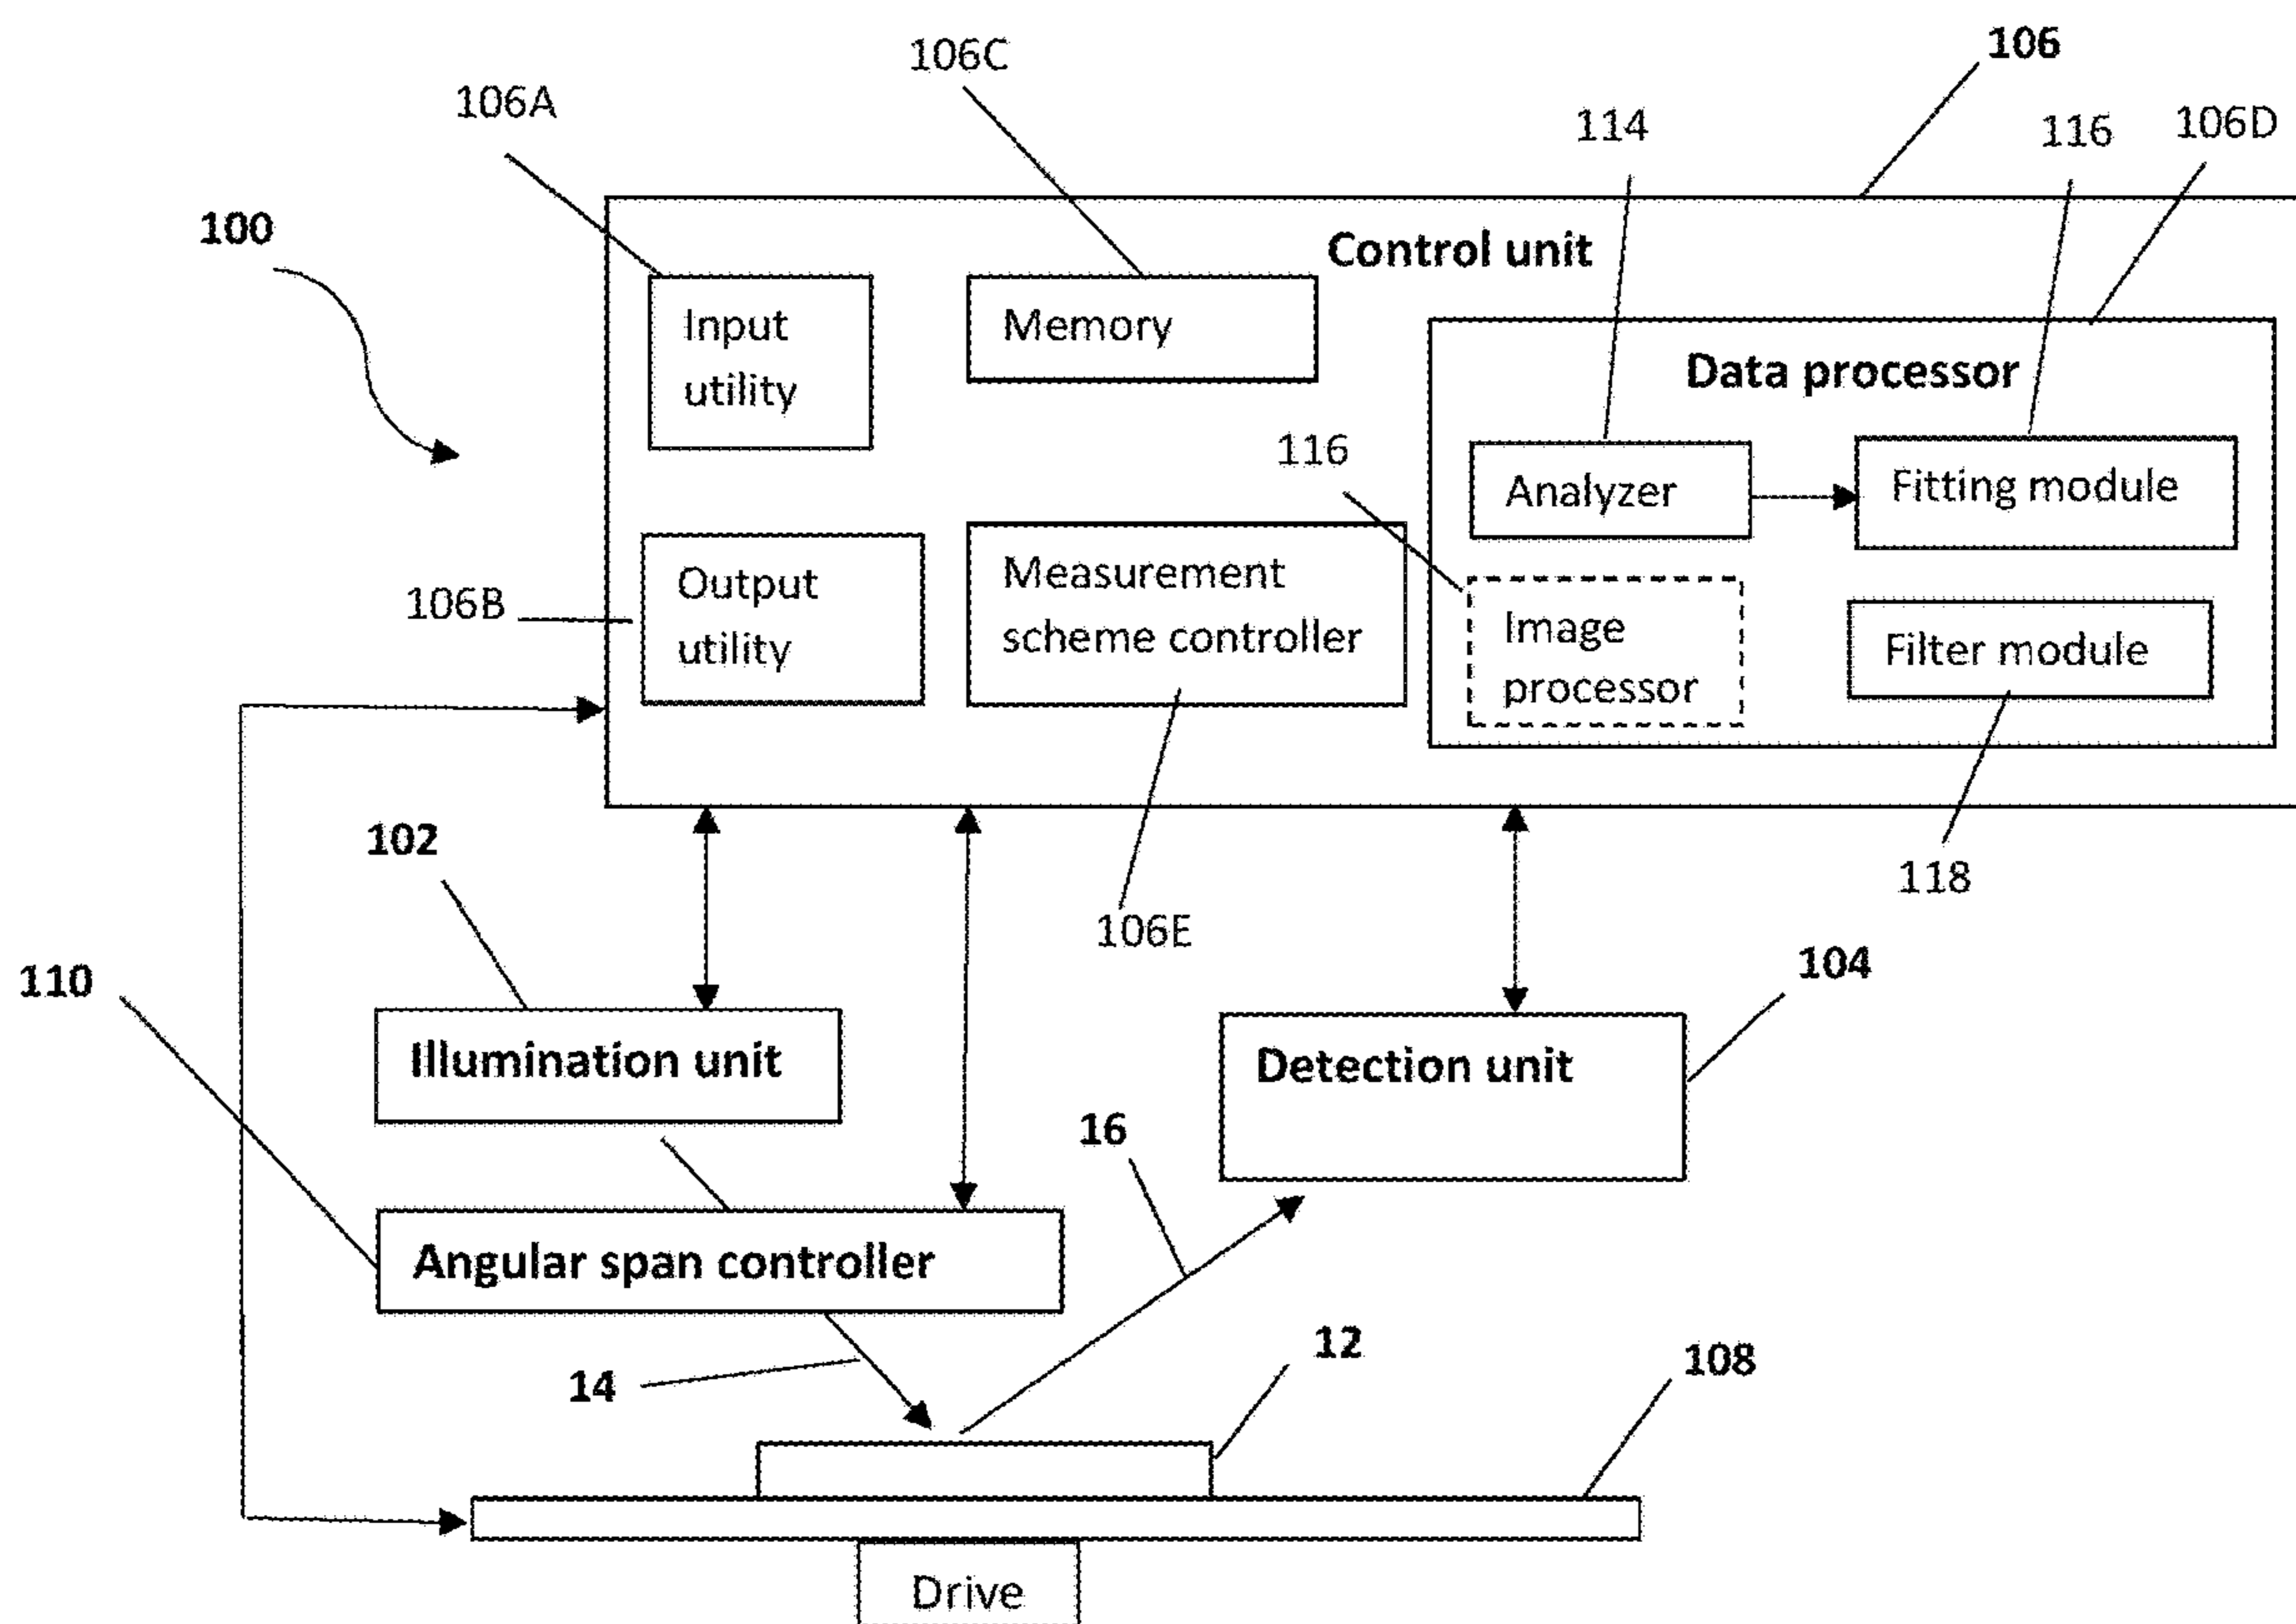 106C
106
106A
114
116
106D
100
Control unit
Input
utility
Memory
Data processor
116
Analyzer
Fitting module
Output
utility
106B
Measurement
scheme controller
Image
processor
Filter module
102
118
106E
110
104
Illumination unit
Detection unit
16
Angular span controller
14
12
108
Drive